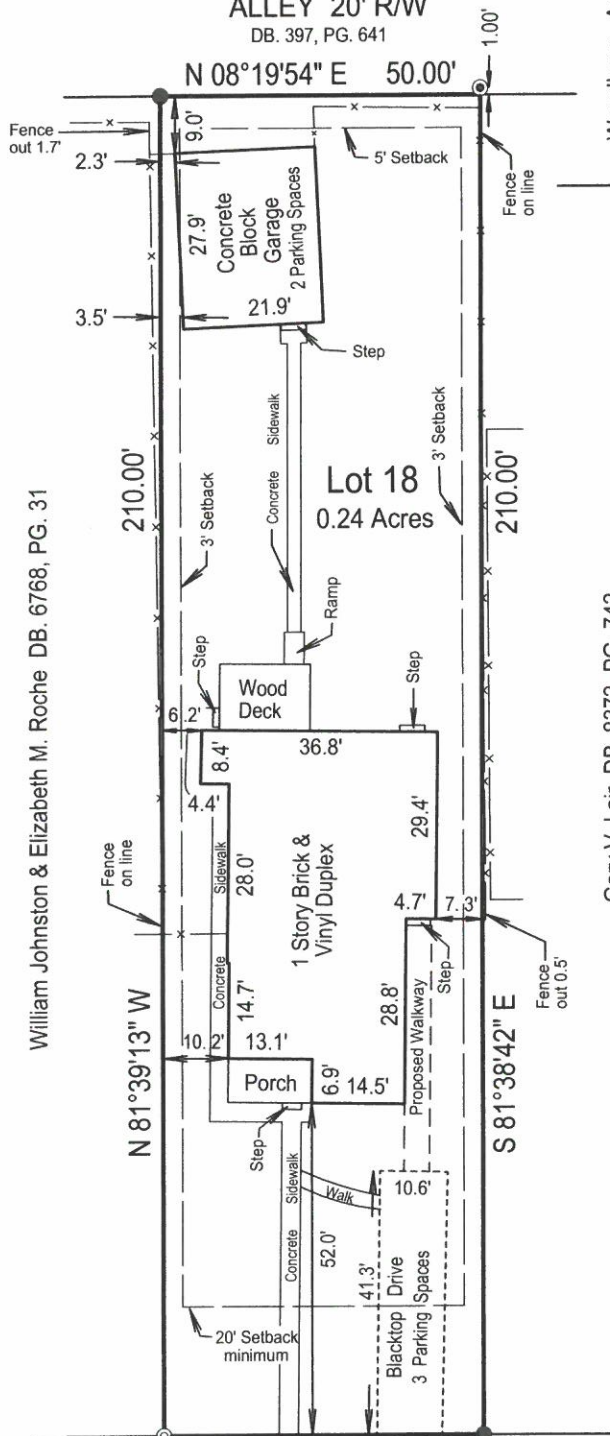 ALLEY 20' R/W
DB. 397, PG. 641
N 08°19'54" E 50.00'
1.00'
Fence
out 1.7'
9.0'
2.3'
5' Setback
Fence
on line
27.9'
Concrete
Block
Garage
2 Parking Spaces
21.9'
3.5'
Step
Sidewalk
Concrete
3' Setback
Lot 18
0.24 Acres
210.00'
210.00'
3' Setback
William Johnston & Elizabeth M. Roche DB. 6768, PG. 31
Ramp
Step
Wood
Deck
Step
6.2'
36.8'
8.4'
4.4'
29.4'
Fence
on line
Sidewalk
28.0'
1 Story Brick &
Vinyl Duplex
4.7'
7.3'
Step
Fence
out 0.5'
Concrete
14.7'
28.8'
Proposed Walkway
N 81°39'13" W
10.2'
13.1'
Porch
6.9'
14.5'
S 81°38'42" E
Step
Sidewalk
Walk
10.6'
Concrete
52.0'
41.3'
Blacktop Drive
3 Parking Spaces
20' Setback
minimum